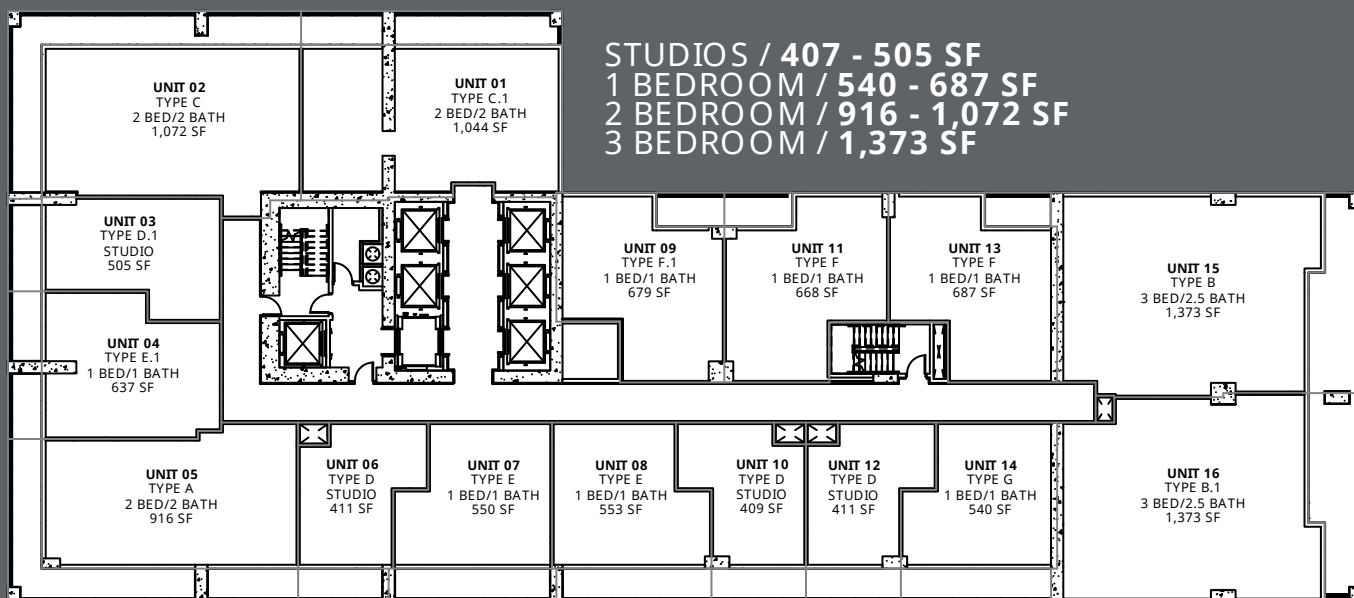 STUDIOS / 407 - 505 SF
1 BEDROOM / 540 - 687 SF
2 BEDROOM / 916 - 1,072 SF
3 BEDROOM / 1,373 SF
UNIT 02
TYPE C
2 BED/2 BATH
1,072 SF
UNIT 01
TYPE C.1
2 BED/2 BATH
1,044 SF
UNIT 03
TYPE D.1
STUDIO
505 SF
UNIT 04
TYPE E.1
1 BED/1 BATH
637 SF
UNIT 09
TYPE F.1
1 BED/1 BATH
679 SF
UNIT 11
TYPE F
1 BED/1 BATH
668 SF
UNIT 13
TYPE F
1 BED/1 BATH
687 SF
UNIT 15
TYPE B
3 BED/2.5 BATH
1,373 SF
UNIT 05
TYPE A
2 BED/2 BATH
916 SF
UNIT 06
TYPE D
STUDIO
411 SF
UNIT 07
TYPE E
1 BED/1 BATH
550 SF
UNIT 08
TYPE E
1 BED/1 BATH
553 SF
UNIT 10
TYPE D
STUDIO
409 SF
UNIT 12
TYPE D
STUDIO
411 SF
UNIT 14
TYPE G
1 BED/1 BATH
540 SF
UNIT 16
TYPE B.1
3 BED/2.5 BATH
1,373 SF